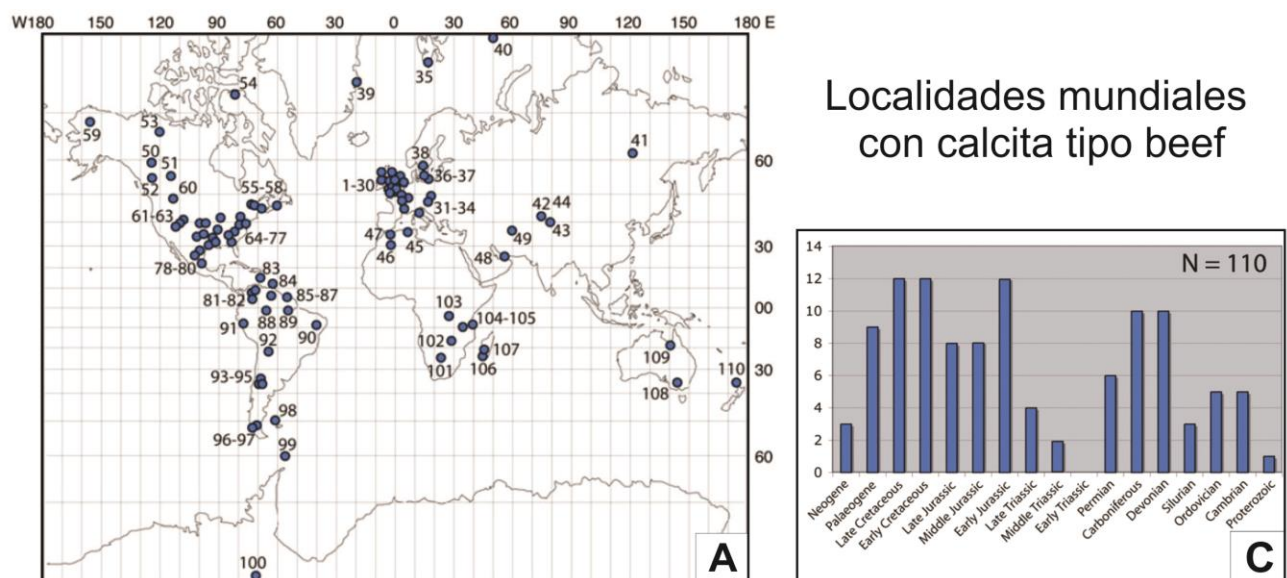 W180 150 120 90 60 30 0 30 60 90 120 150 180 E
40
35
54
39
59
53
41
50
51
38
60
52
60
55-58
1-30
36-37
31-34
61-63
42 44
64-77
47
49
43
45
46
48
30
78-80
83
84
81-82
85-87
103
00
91
88 89
90
104-105
92
102
107
109
101
106
110
30
93-95
108
98
96-97
99
60
100
A
Localidades mundiales
con calcita tipo beef
N = 110
14
12
10
8
6
4
2
0
Neogene
Palaeogene
Late Cretaceous
Early Cretaceous
Late Jurassic
Middle Jurassic
Early Jurassic
Late Triassic
Middle Triassic
Early Triassic
Permian
Carboniferous
Devonian
Silurian
Ordovician
Cambrian
Proterozoic
C